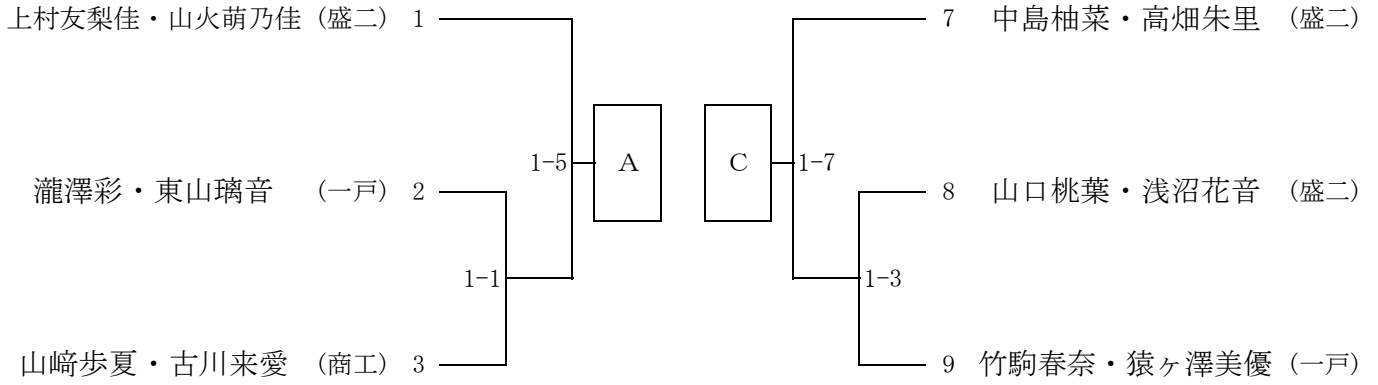 上村友梨佳・山火萌乃佳 (盛二) 1
7 中島柚菜・高畑朱里 (盛二)
1-5 A
C 1-7
瀧澤彩・東山璃音 (一戸) 2
8 山口桃葉・浅沼花音 (盛二)
1-1
1-3
山﨑歩夏・古川来愛 (商工) 3
9 竹駒春奈・猿ヶ澤美優 (一戸)